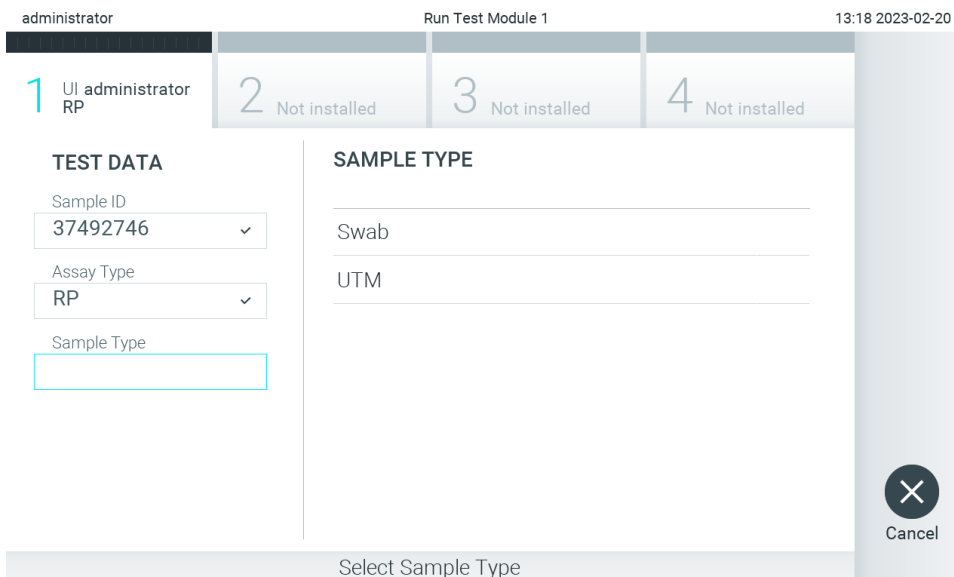 administrator Run Test Module 1 13:18 2023-02-20
1 UI administrator
RP
2 Not installed
3 Not installed
4 Not installed
TEST DATA
Sample ID
37492746
Assay Type
RP
Sample Type
SAMPLE TYPE
Swab
UTM
Cancel
Select Sample Type